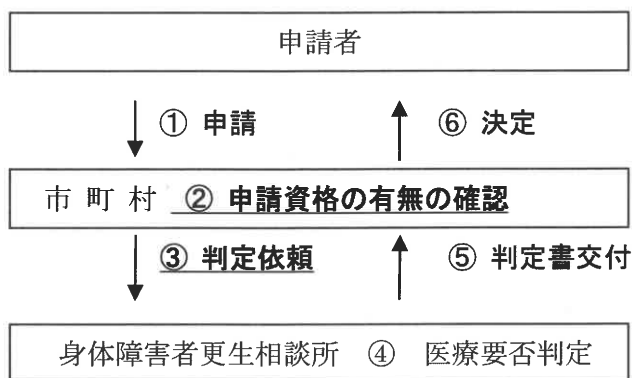 申請者
① 申請
⑥ 決定
市 町 村 ② 申請資格の有無の確認
③ 判定依頼
⑤ 判定書交付
身体障害者更生相談所 ④ 医療要否判定